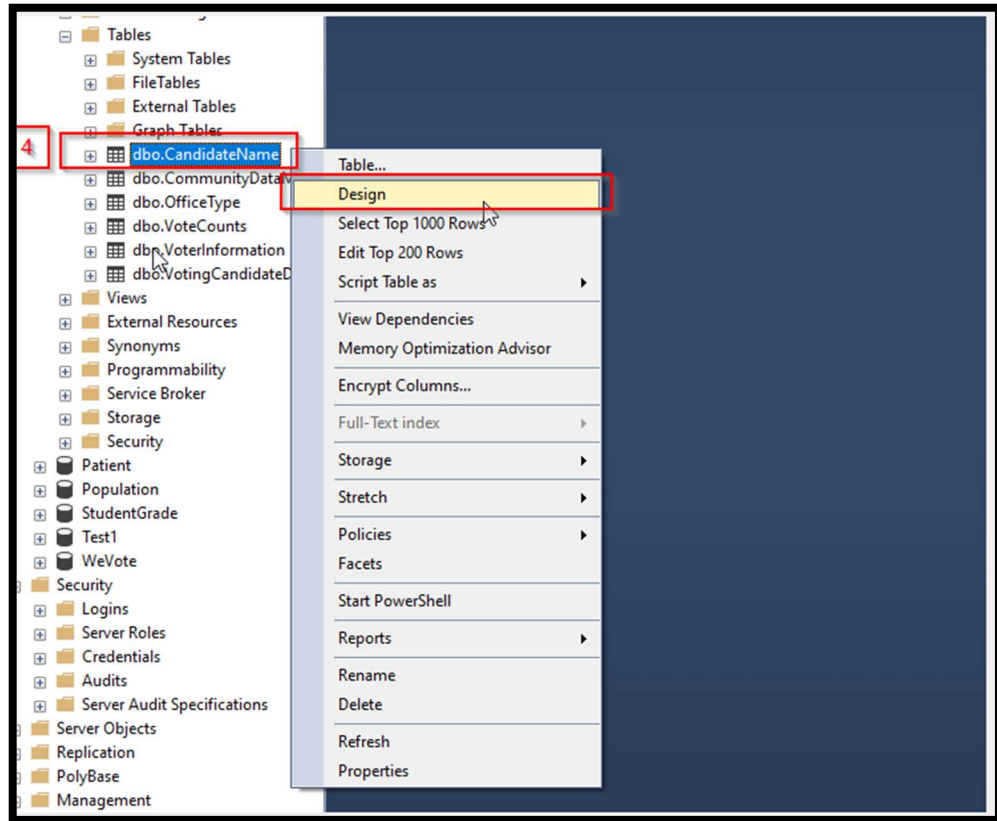 Tables
System Tables
FileTables
External Tables
Graph Tables
4
dbo.CandidateName
dbo.CommunityData
dbo.OfficeType
dbo.VoteCounts
dbo.VoterInformation
dbo.VotingCandidateD
Views
External Resources
Synonyms
Programmability
Service Broker
Storage
Security
Patient
Population
StudentGrade
Test1
WeVote
Security
Logins
Server Roles
Credentials
Audits
Server Audit Specifications
Server Objects
Replication
PolyBase
Management
Table...
Design
Select Top 1000 Rows
Edit Top 200 Rows
Script Table as
View Dependencies
Memory Optimization Advisor
Encrypt Columns...
Full-Text index
Storage
Stretch
Policies
Facets
Start PowerShell
Reports
Rename
Delete
Refresh
Properties